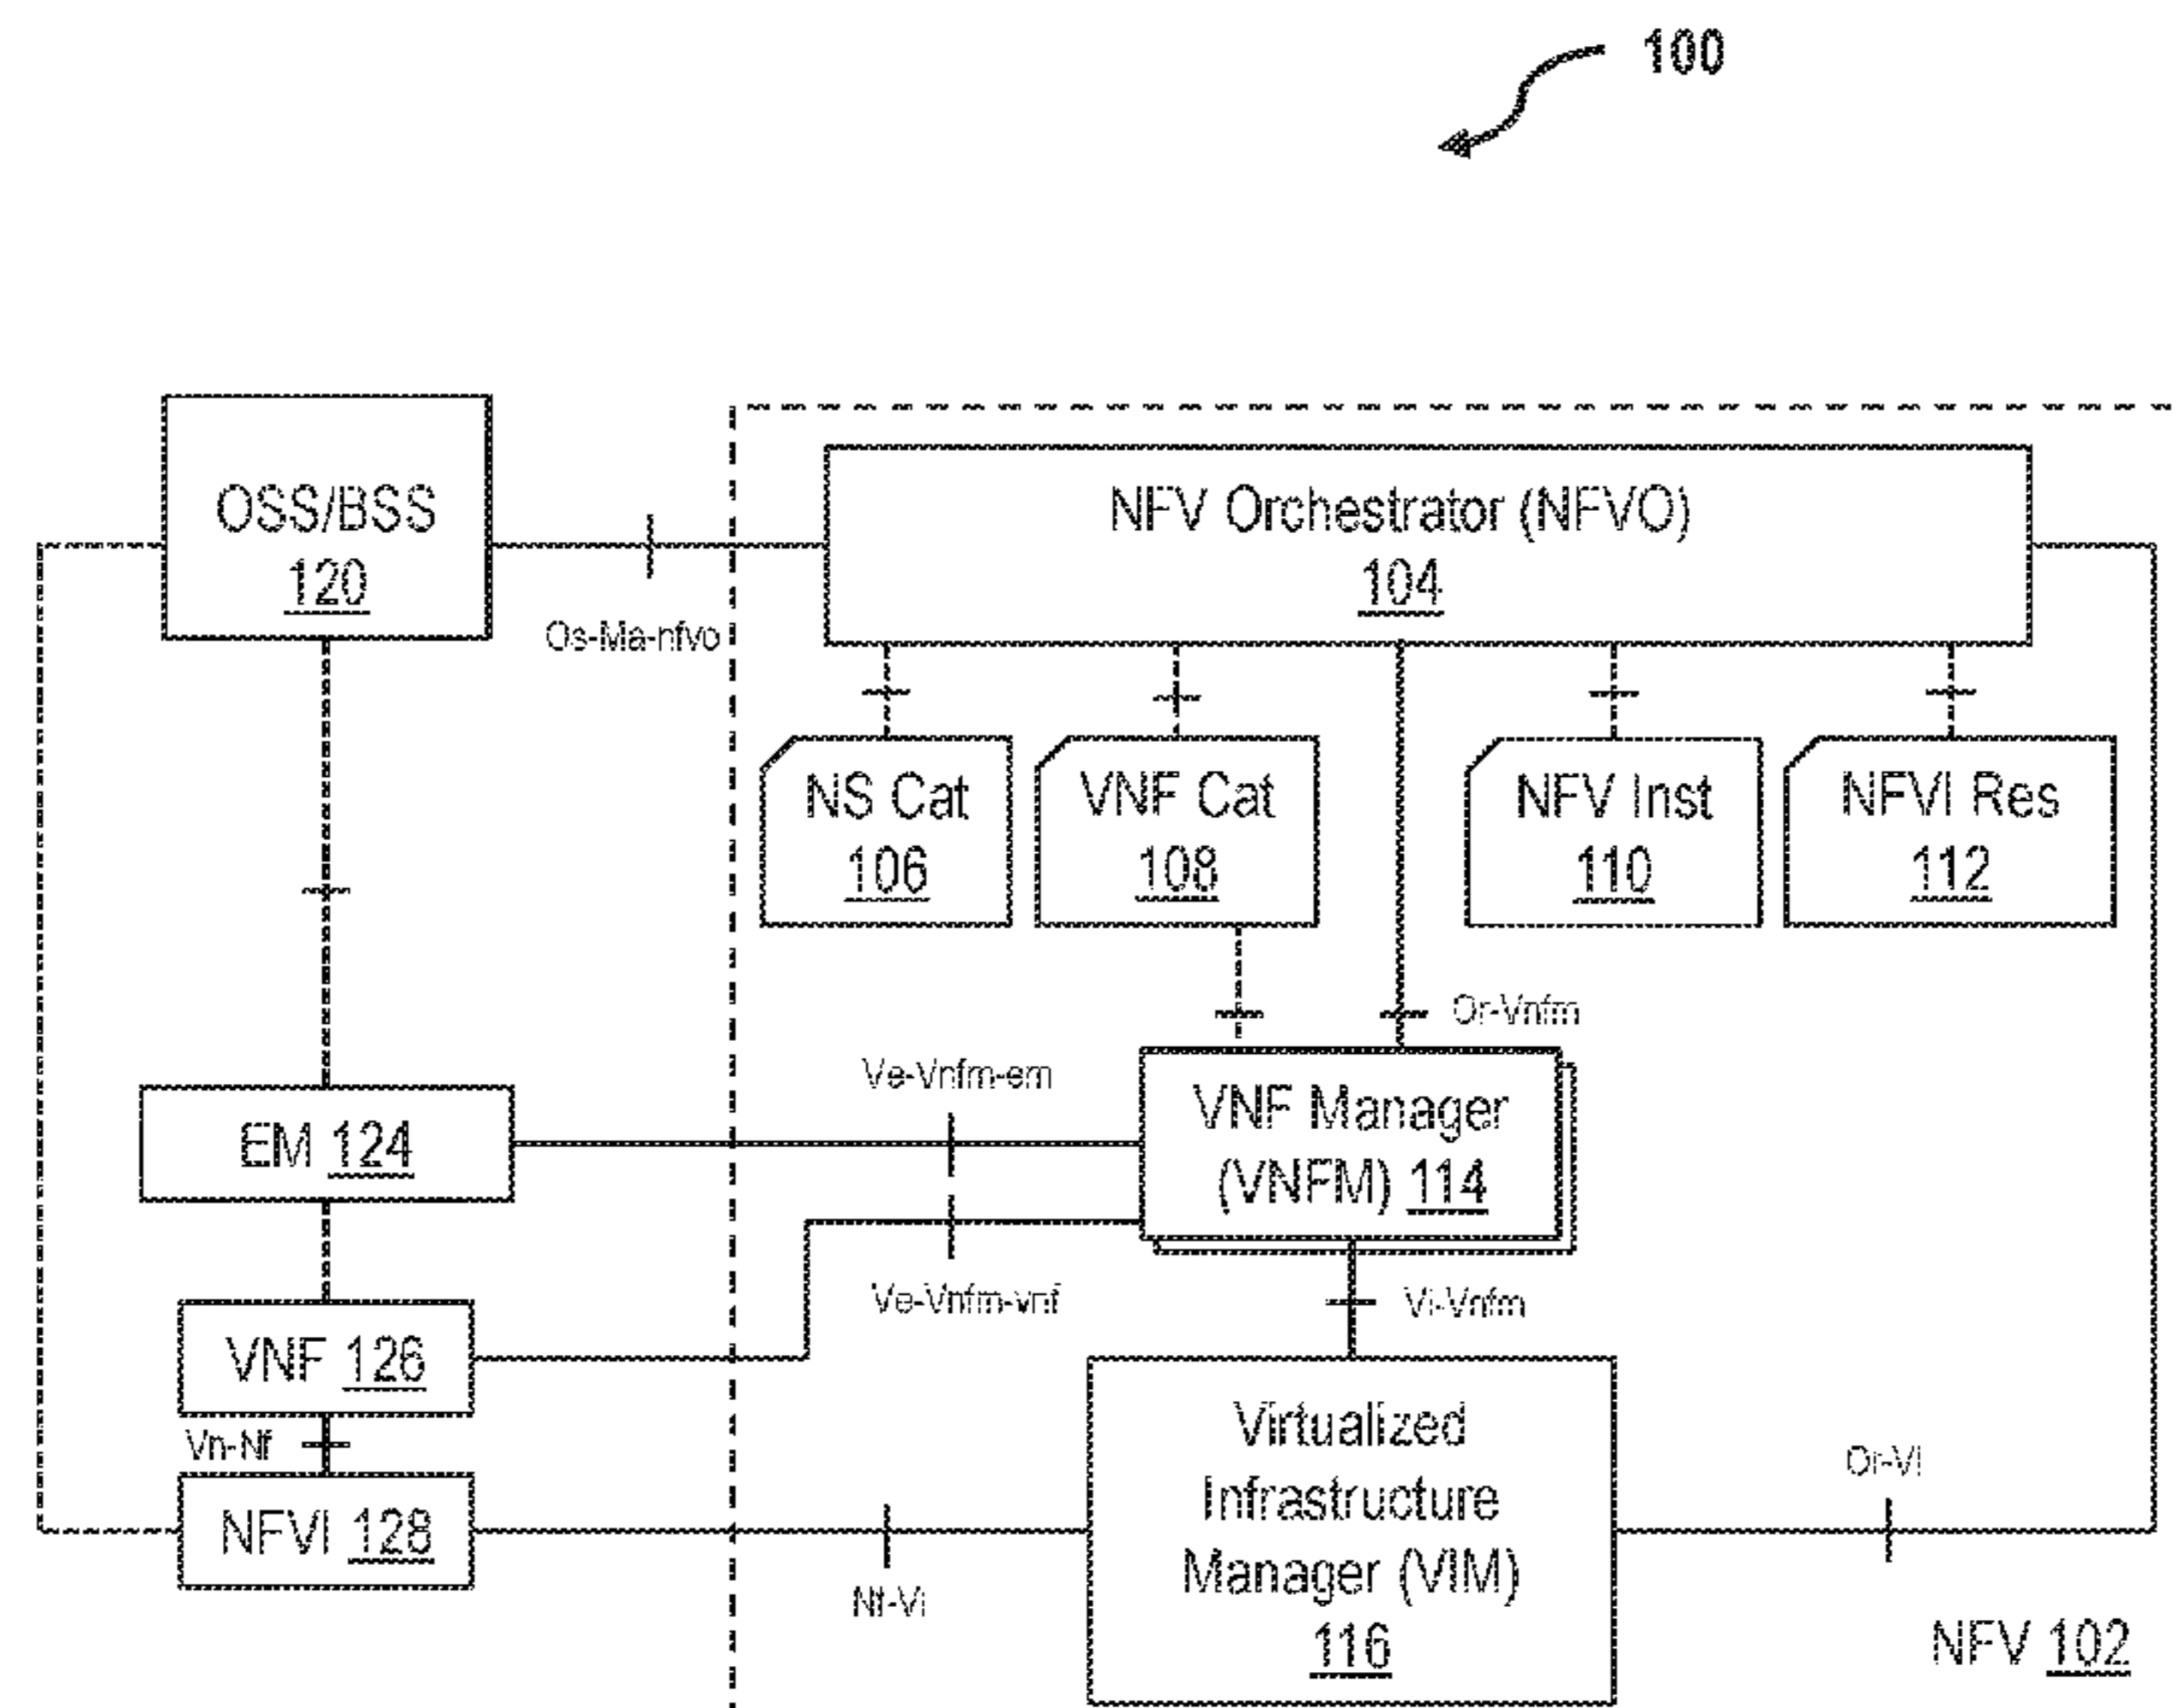 100
OSS/BSS
120
Os-Ma-nfvo
NFV Orchestrator (NFVO)
104
NS Cat
106
VNF Cat
108
NFV Inst
110
NFVI Res
112
Or-Vnfm
Ve-Vnfm-em
VNF Manager
(VNFM) 114
EM 124
Ve-Vnfm-vnf
Vi-Vnfm
VNF 126
Vn-Nf
NFVI 128
Nf-Vi
Virtualized
Infrastructure
Manager (VIM)
116
Or-Vi
NFV 102